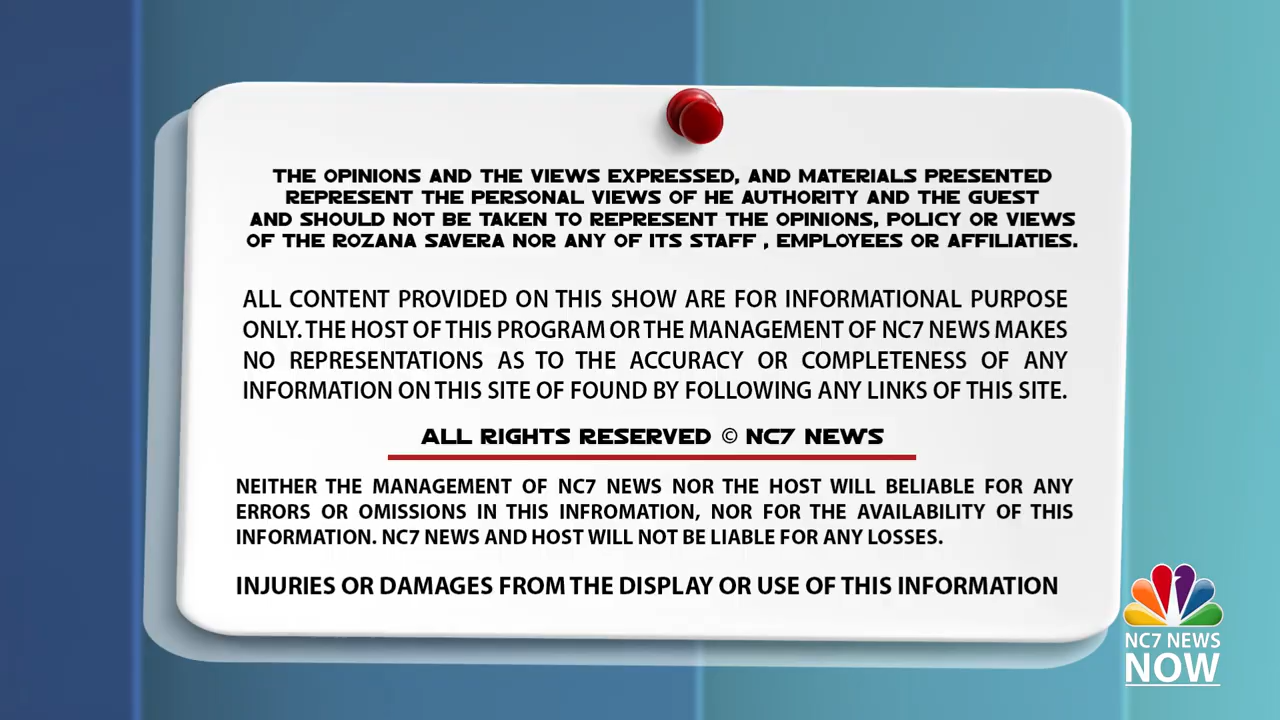 THE OPINIONS AND THE VIEWS EXPRESSED, AND MATERIALS PRESENTED
REPRESENT THE PERSONAL VIEWS OF HE AUTHORITY AND THE GUEST
AND SHOULD NOT BE TAKEN TO REPRESENT THE OPINIONS, POLICY OR VIEWS
OF THE ROZANA SAVERA NOR ANY OF ITS STAFF , EMPLOYEES OR AFFILIATIES.
ALL CONTENT PROVIDED ON THIS SHOW ARE FOR INFORMATIONAL PURPOSE
ONLY. THE HOST OF THIS PROGRAM OR THE MANAGEMENT OF NC7 NEWS MAKES
NO REPRESENTATIONS AS TO THE ACCURACY OR COMPLETENESS OF ANY
INFORMATION ON THIS SITE OF FOUND BY FOLLOWING ANY LINKS OF THIS SITE.
ALL RIGHTS RESERVED © NC7 NEWS
NEITHER THE MANAGEMENT OF NC7 NEWS NOR THE HOST WILL BELIABLE FOR ANY
ERRORS OR OMISSIONS IN THIS INFROMATION, NOR FOR THE AVAILABILITY OF THIS
INFORMATION. NC7 NEWS AND HOST WILL NOT BE LIABLE FOR ANY LOSSES.
INJURIES OR DAMAGES FROM THE DISPLAY OR USE OF THIS INFORMATION
NC7 NEWS
NOW